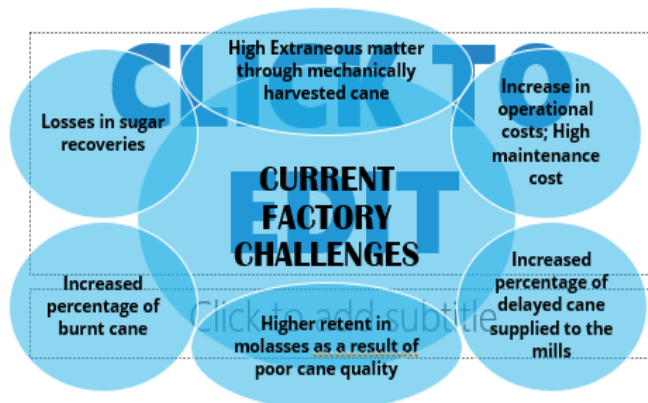 CLICK TO
EDIT
Click to add subtitle
High Extraneous matter
through mechanically
harvested cane
Increase in
operational
costs; High
maintenance
cost
Losses in sugar
recoveries
CURRENT
FACTORY
CHALLENGES
Increased
percentage of
burnt cane
Higher retent in
molasses as a result of
poor cane quality
Increased
percentage of
delayed cane
supplied to the
mills